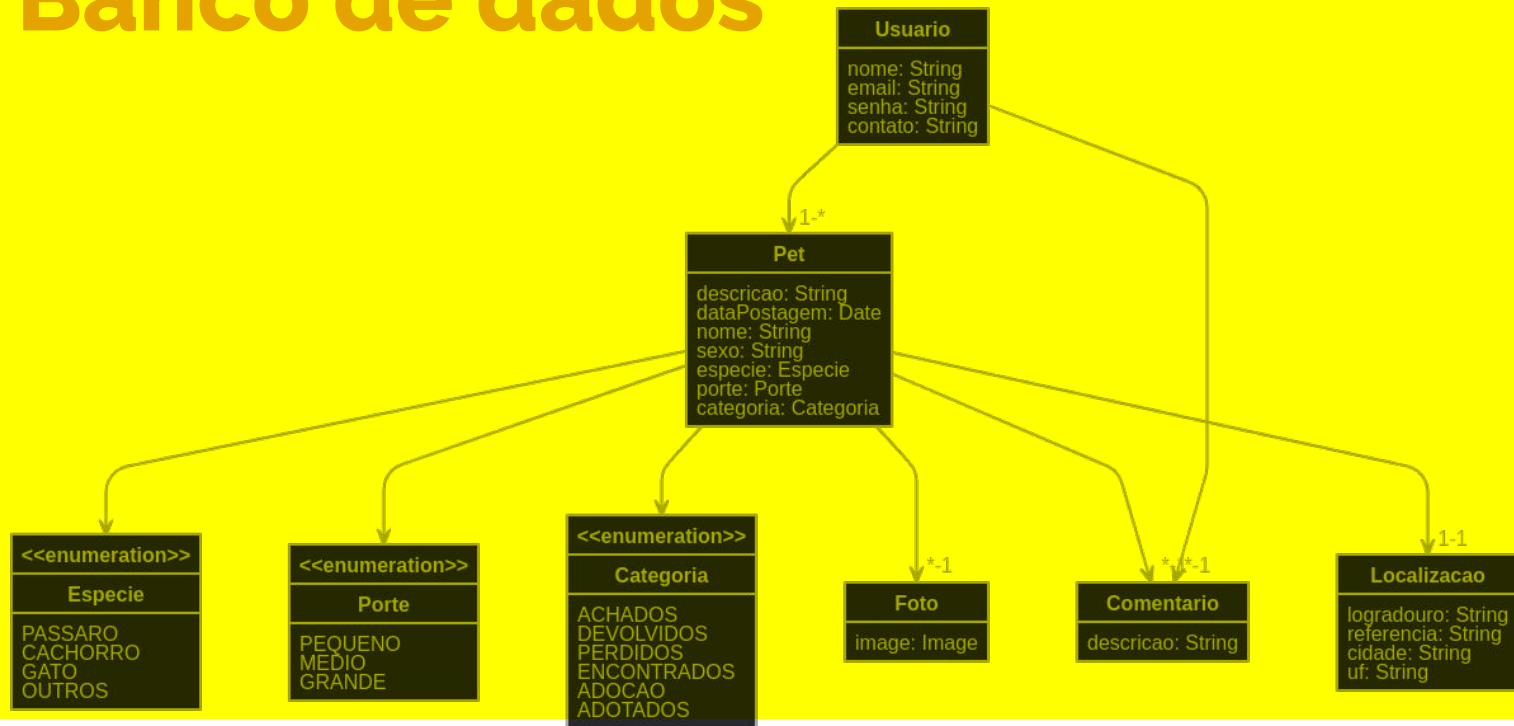 Banco de dados
Usuario
nome: String
email: String
senha: String
contato: String
1-*
Pet
descricao: String
dataPostagem: Date
nome: String
sexo: String
especie: Especie
porte: Porte
categoria: Categoria
<<enumeration>>
Especie
PASSARO
CACHORRO
GATO
OUTROS
<<enumeration>>
Porte
PEQUENO
MEDIO
GRANDE
<<enumeration>>
Categoria
ACHADOS
DEVOLVIDOS
PERDIDOS
ENCONTRADOS
ADOCAO
ADOTADOS
*-1
Foto
image: Image
*-1
Comentario
descricao: String
1-1
Localizacao
logradouro: String
referencia: String
cidade: String
uf: String